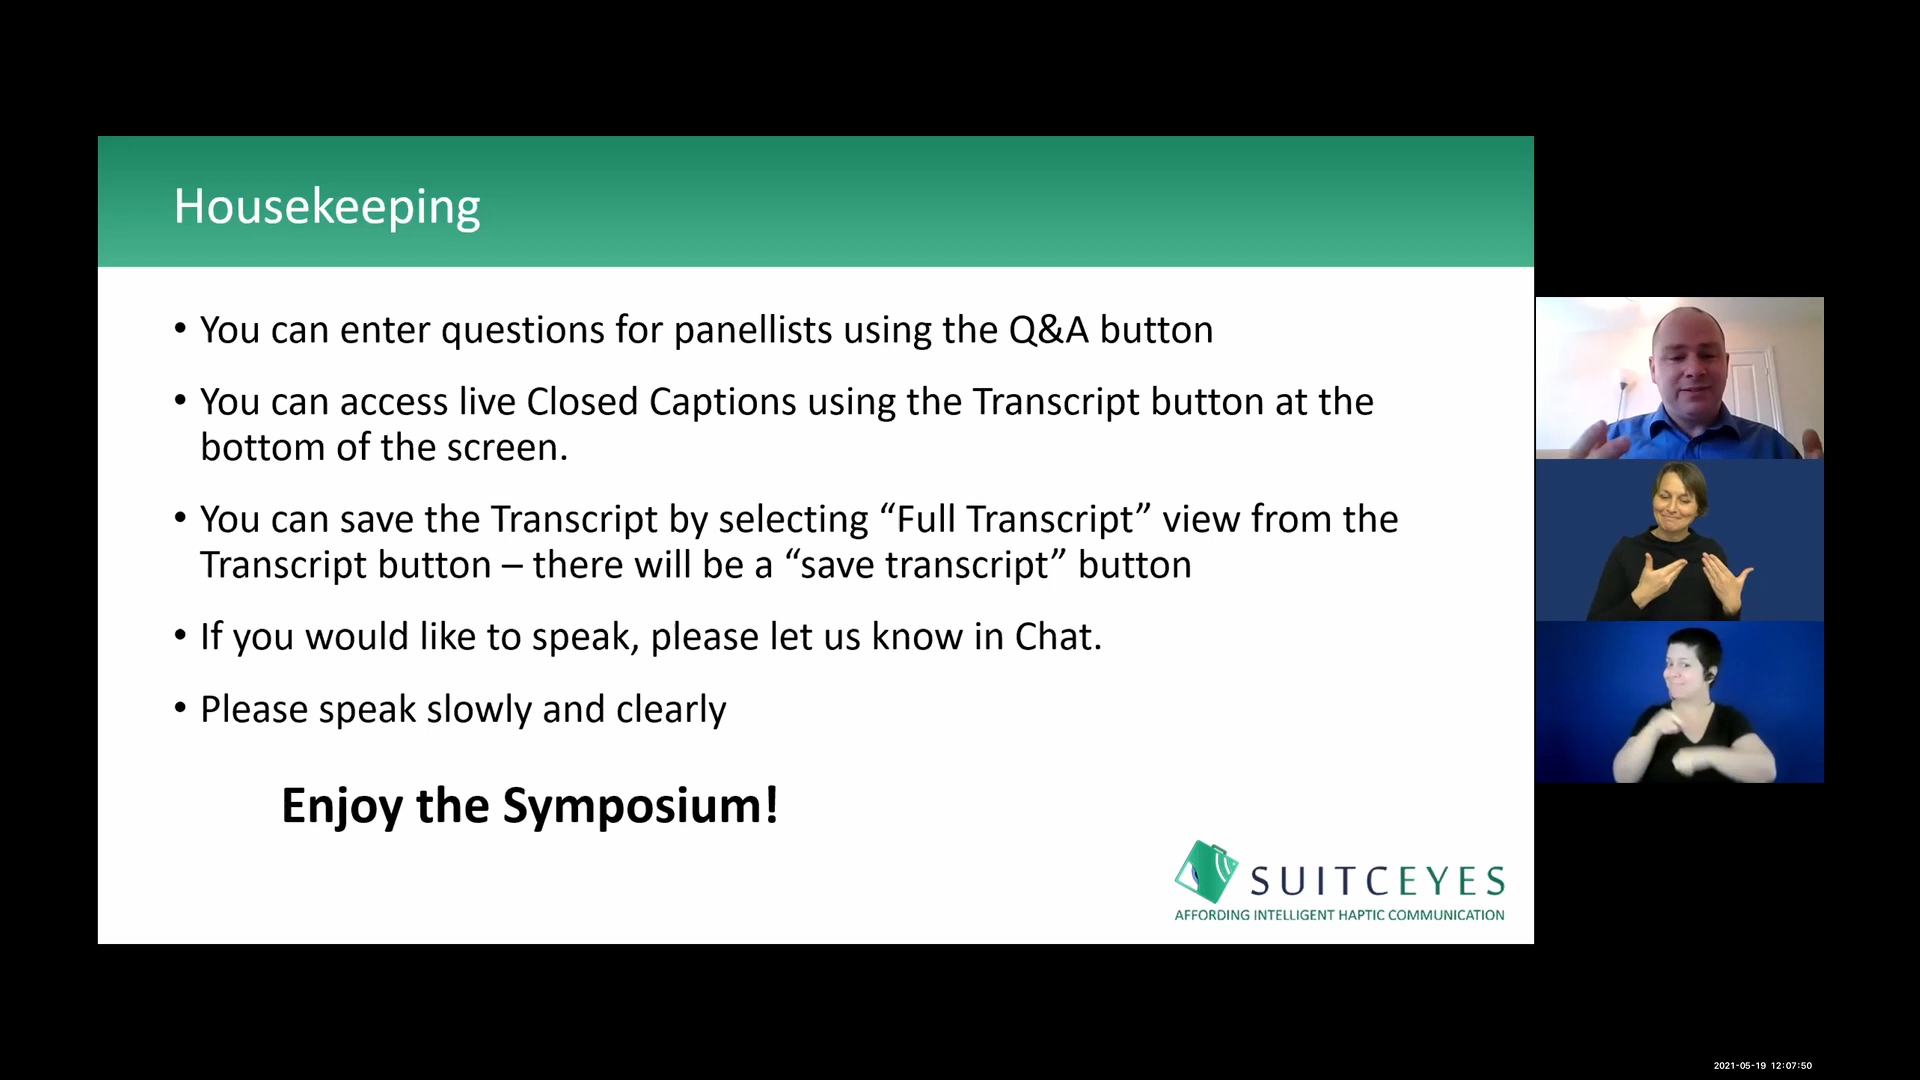 Housekeeping
• You can enter questions for panellists using the Q&A button
• You can access live Closed Captions using the Transcript button at the
bottom of the screen.
• You can save the Transcript by selecting “Full Transcript” view from the
Transcript button – there will be a “save transcript” button
• If you would like to speak, please let us know in Chat.
• Please speak slowly and clearly
Enjoy the Symposium!
SUITCEYES
AFFORDING INTELLIGENT HAPTIC COMMUNICATION
2021-05-19 12:07:50